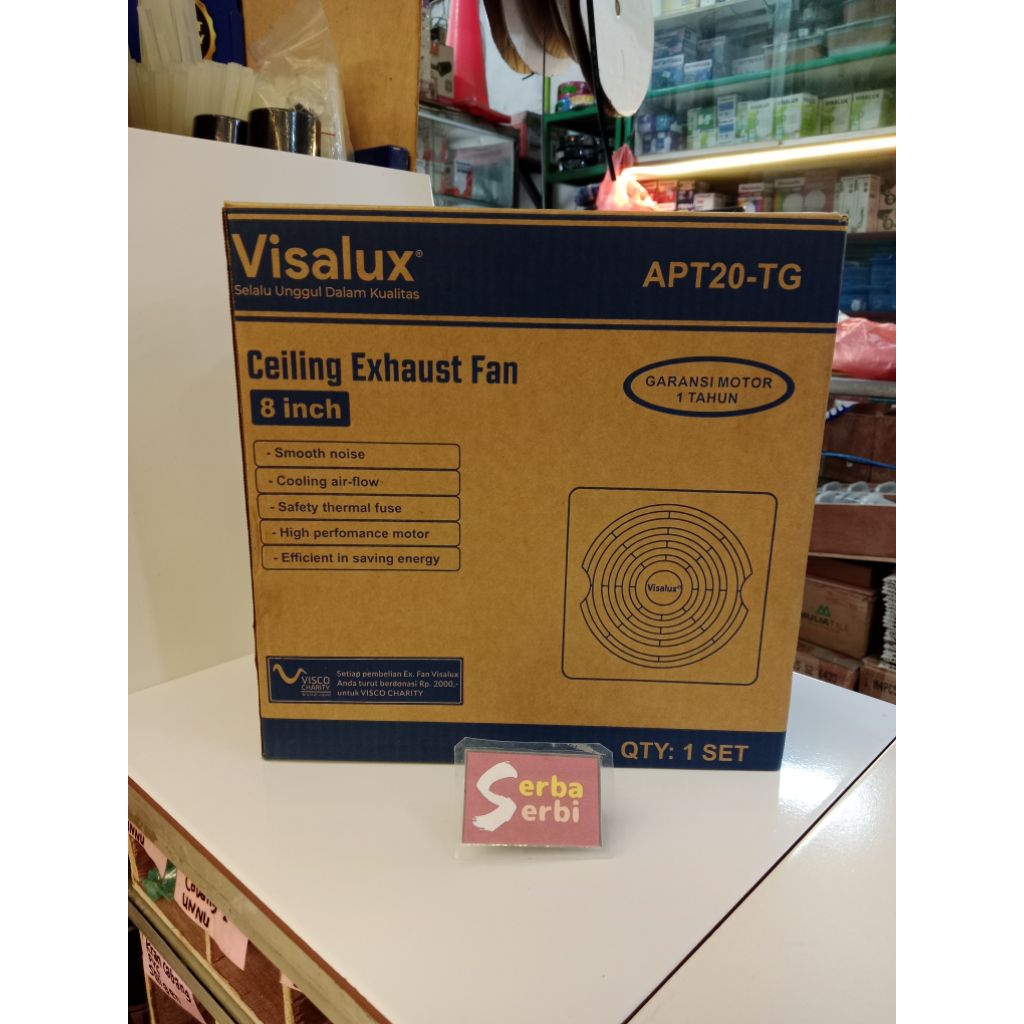 Visalux®
Selalu Unggul Dalam Kualitas
APT20-TG
Ceiling Exhaust Fan
8 inch
GARANSI MOTOR
1 TAHUN
- Smooth noise
- Cooling air-flow
- Safety thermal fuse
- High perfomance motor
- Efficient in saving energy
Visalux®
VISCO
CHARITY
Setiap pembelian Ex. Fan Visalux
Anda turut berdonasi Rp. 2000,-
untuk VISCO CHARITY
QTY: 1 SET
Serba
Serbi
UNNU